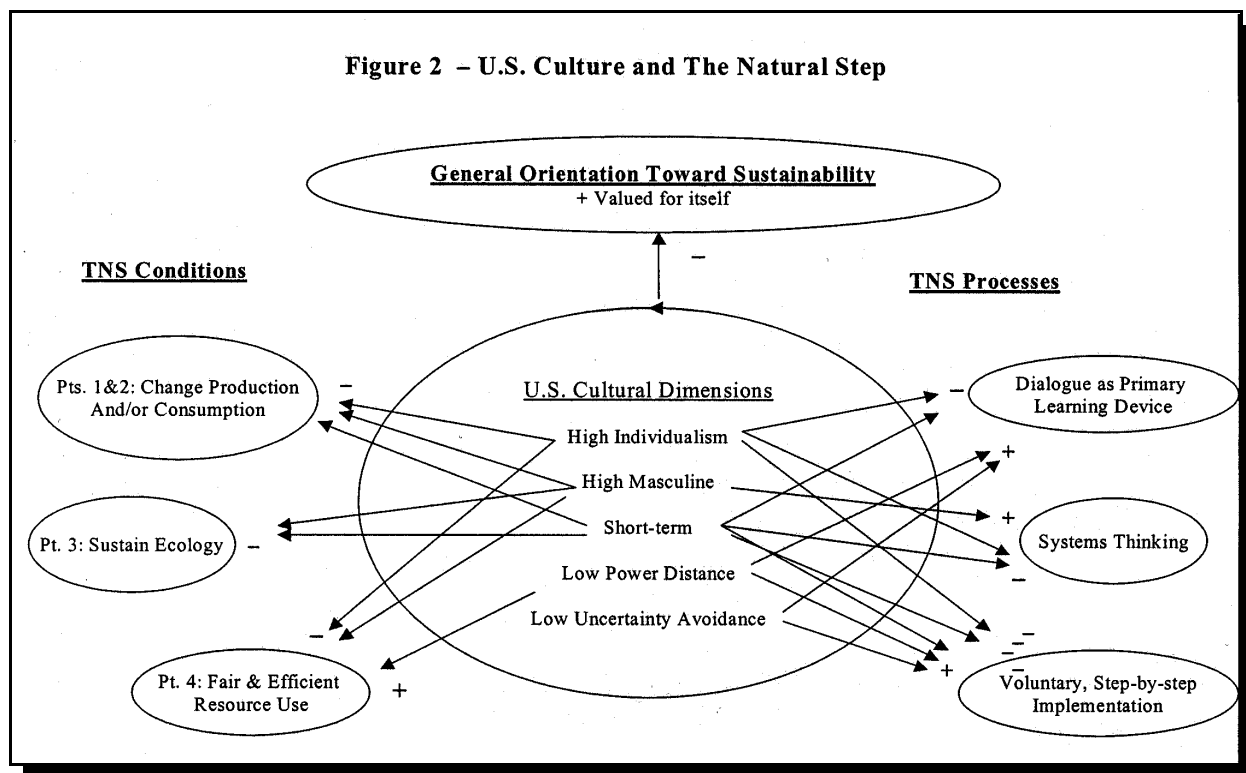 Figure 2 – U.S. Culture and The Natural Step
General Orientation Toward Sustainability
+ Valued for itself
–
TNS Conditions
TNS Processes
Pts. 1&2: Change Production
And/or Consumption
–
Pt. 3: Sustain Ecology
–
–
Pt. 4: Fair & Efficient
Resource Use
+
U.S. Cultural Dimensions
High Individualism
High Masculine
Short-term
Low Power Distance
Low Uncertainty Avoidance
–
Dialogue as Primary
Learning Device
+
+
Systems Thinking
–
–
–
–
–
+
Voluntary, Step-by-step
Implementation